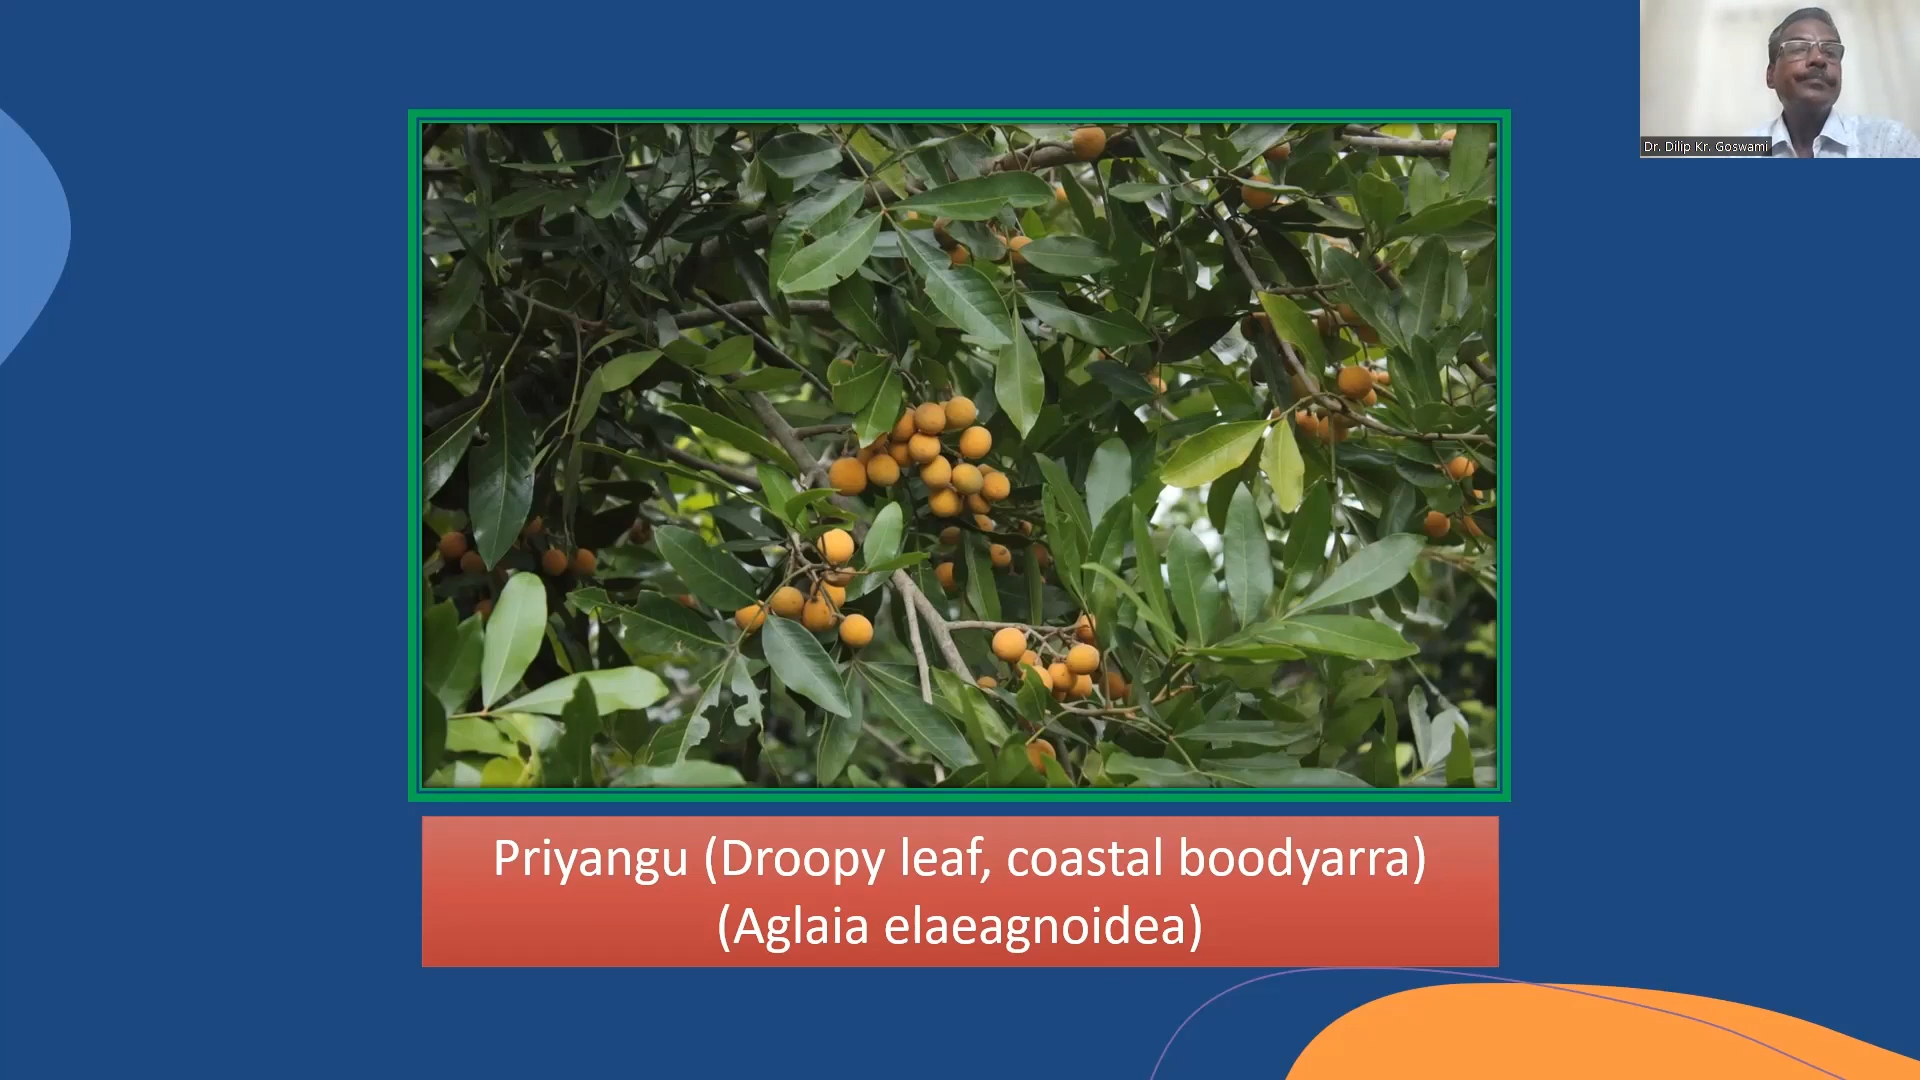 Dr. Dilip Kr. Goswami
Priyangu (Droopy leaf, coastal boodyarra)
(Aglaia elaeagnoidea)